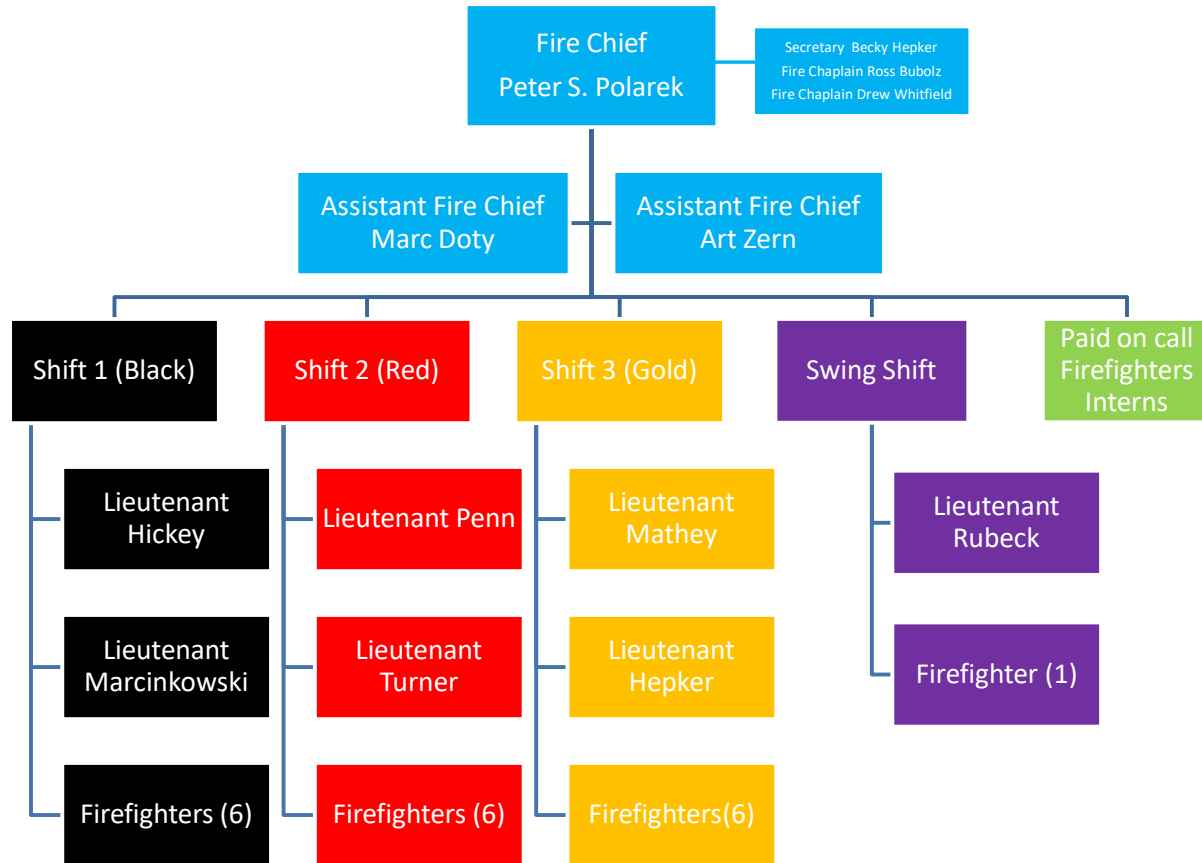 Fire Chief
Peter S. Polarek
Secretary Becky Hepker
Fire Chaplain Ross Bubolz
Fire Chaplain Drew Whitfield
Assistant Fire Chief
Marc Doty
Assistant Fire Chief
Art Zern
Shift 1 (Black)
Lieutenant
Hickey
Lieutenant
Marcinkowski
Firefighters (6)
Shift 2 (Red)
Lieutenant Penn
Lieutenant
Turner
Firefighters (6)
Shift 3 (Gold)
Lieutenant
Mathey
Lieutenant
Hepker
Firefighters(6)
Swing Shift
Lieutenant
Rubeck
Firefighter (1)
Paid on call
Firefighters
Interns